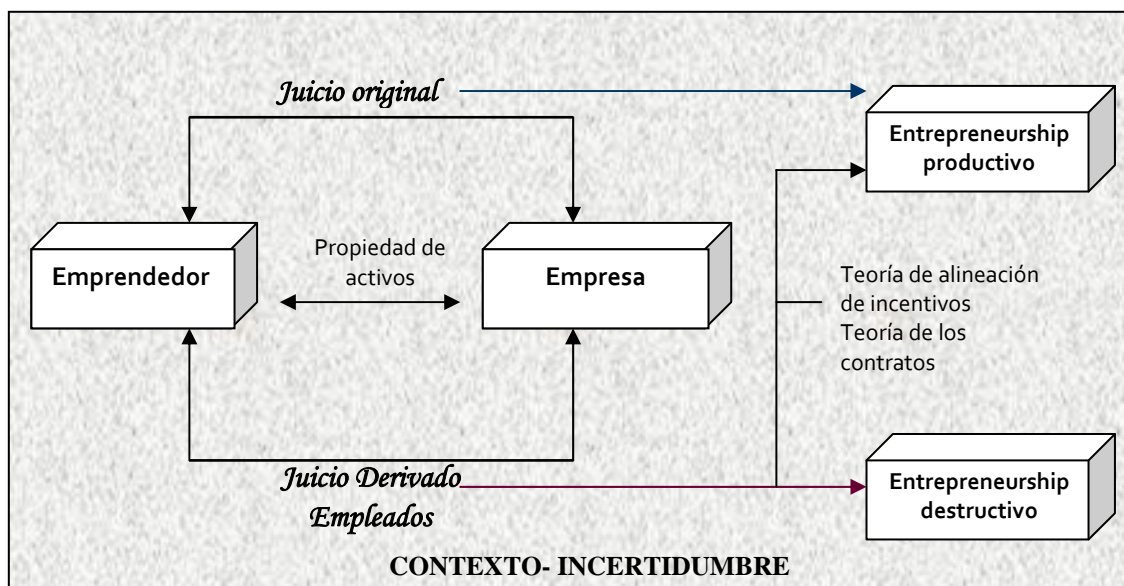 Juicio original
Entrepreneurship
productivo
Propiedad de
activos
Emprendedor
Empresa
Teoría de alineación
de incentivos
Teoría de los
contratos
Juicio Derivado
Empleados
Entrepreneurship
destructivo
CONTEXTO- INCERTIDUMBRE